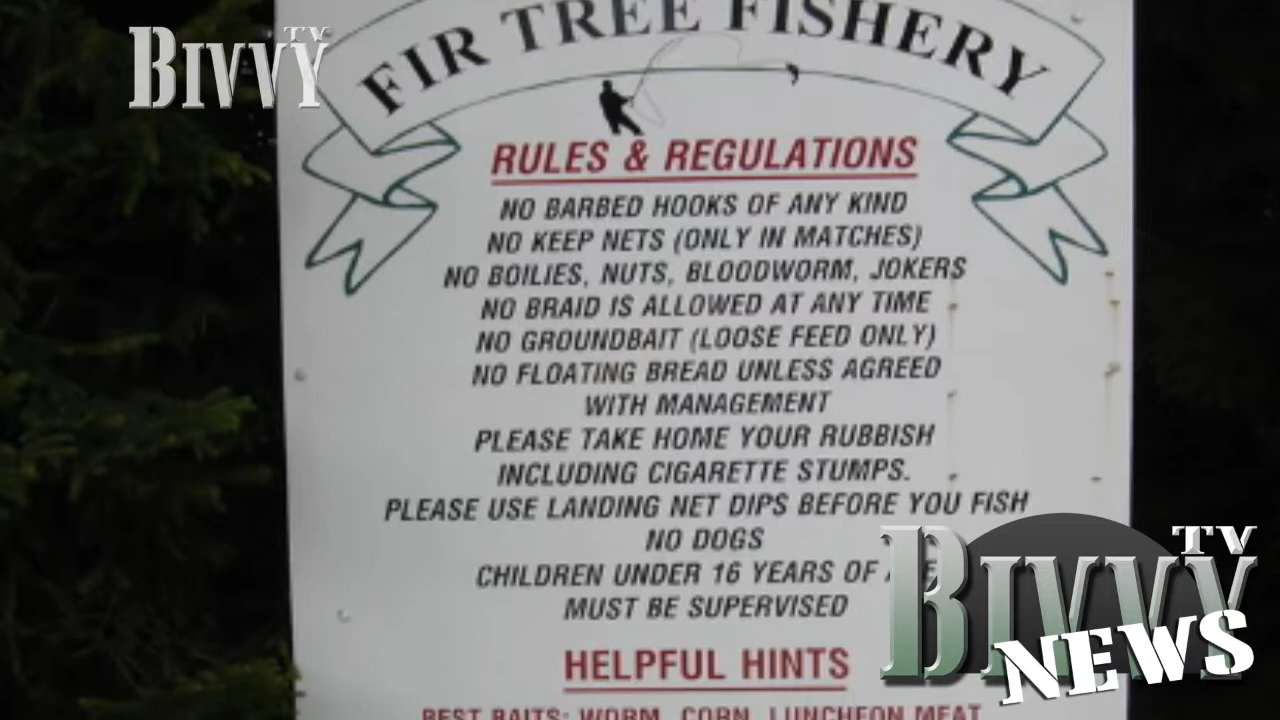 BIVVY TV
FIR TREE FISHERY
RULES & REGULATIONS
NO BARBED HOOKS OF ANY KIND
NO KEEP NETS (ONLY IN MATCHES)
NO BOILIES, NUTS, BLOODWORM, JOKERS
NO BRAID IS ALLOWED AT ANY TIME
NO GROUNDBAIT (LOOSE FEED ONLY)
NO FLOATING BREAD UNLESS AGREED
WITH MANAGEMENT
PLEASE TAKE HOME YOUR RUBBISH
INCLUDING CIGARETTE STUMPS.
PLEASE USE LANDING NET DIPS BEFORE YOU FISH
NO DOGS
CHILDREN UNDER 16 YEARS OF
MUST BE SUPERVISED
HELPFUL HINTS
BEST BAITS: WORM, CORN, LUNCHEON MEAT
BIVVY TV
NEWS